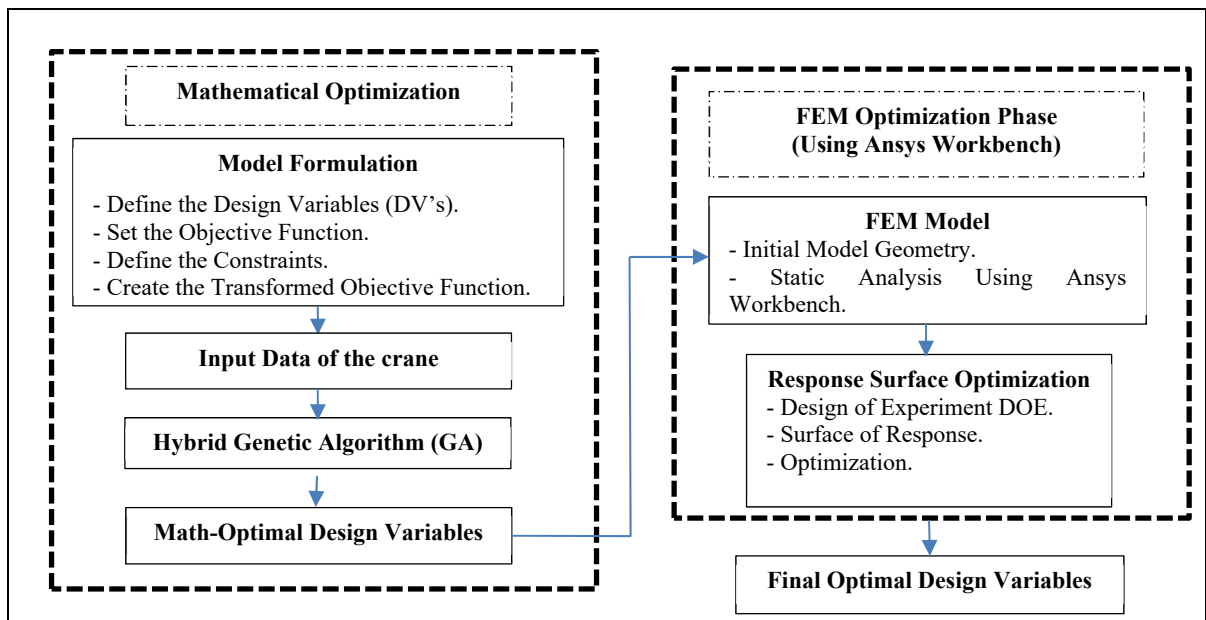 Mathematical Optimization
Model Formulation
- Define the Design Variables (DV’s).
- Set the Objective Function.
- Define the Constraints.
- Create the Transformed Objective Function.
Input Data of the crane
Hybrid Genetic Algorithm (GA)
Math-Optimal Design Variables
FEM Optimization Phase
(Using Ansys Workbench)
FEM Model
- Initial Model Geometry.
- Static Analysis Using Ansys
Workbench.
Response Surface Optimization
- Design of Experiment DOE.
- Surface of Response.
- Optimization.
Final Optimal Design Variables